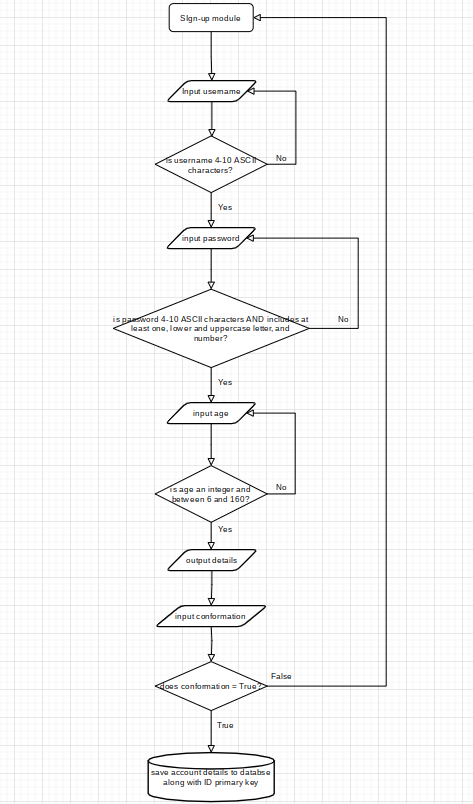 SIgn-up module
Input username
Is username 4-10 ASCII
characters?
No
Yes
input password
is password 4-10 ASCII characters AND includes at
least one, lower and uppercase letter, and
number?
No
Yes
input age
is age an integer and
between 6 and 160?
No
Yes
output details
input conformation
does conformation = True?
False
True
save account details to databse
along with ID primary key